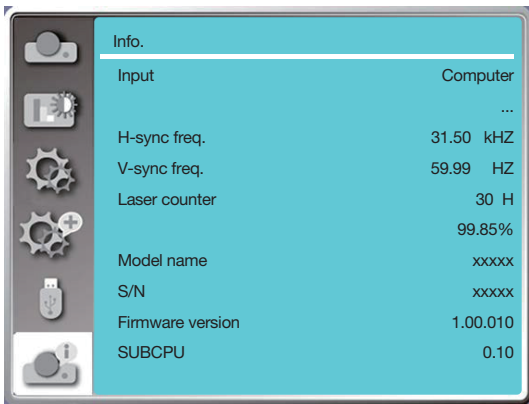 Info.
Input Computer
...
H-sync freq. 31.50 kHZ
V-sync freq. 59.99 HZ
Laser counter 30 H
99.85%
Model name xxxxx
S/N xxxxx
Firmware version 1.00.010
SUBCPU 0.10